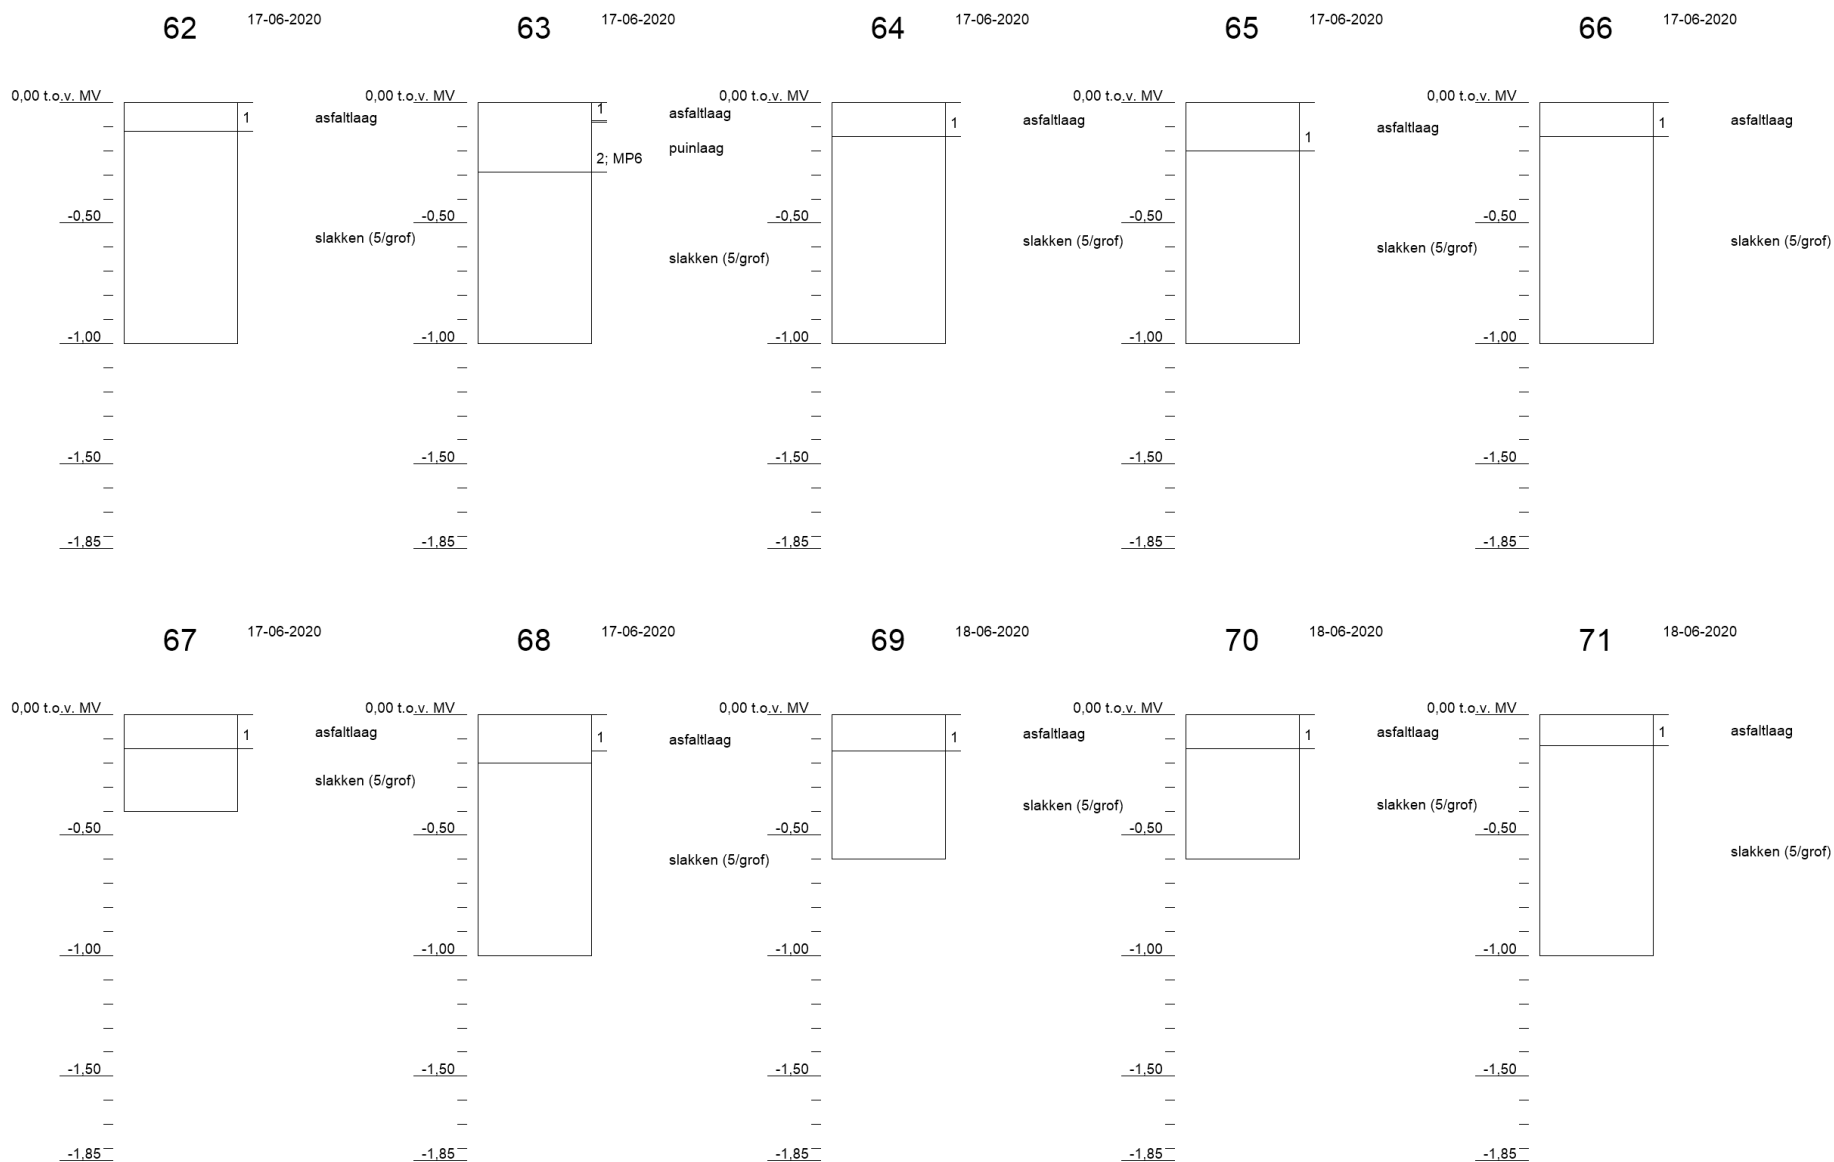 62 17-06-2020 63 17-06-2020 64 17-06-2020 65 17-06-2020 66 17-06-2020
0,00 t.o.v. MV 0,00 t.o.v. MV 0,00 t.o.v. MV 0,00 t.o.v. MV 0,00 t.o.v. MV
1 asfaltlaag 1 asfaltlaag 1 asfaltlaag 1 asfaltlaag 1 asfaltlaag
2; MP6 puinlaag
-0,50 -0,50 -0,50 -0,50 -0,50
slakken (5/grof) slakken (5/grof) slakken (5/grof) slakken (5/grof) slakken (5/grof)
-1,00 -1,00 -1,00 -1,00 -1,00
-1,50 -1,50 -1,50 -1,50 -1,50
-1,85 -1,85 -1,85 -1,85 -1,85
67 17-06-2020 68 17-06-2020 69 18-06-2020 70 18-06-2020 71 18-06-2020
0,00 t.o.v. MV 0,00 t.o.v. MV 0,00 t.o.v. MV 0,00 t.o.v. MV 0,00 t.o.v. MV
1 asfaltlaag 1 asfaltlaag 1 asfaltlaag 1 asfaltlaag 1 asfaltlaag
slakken (5/grof) slakken (5/grof) slakken (5/grof)
-0,50 -0,50 -0,50 -0,50 -0,50
slakken (5/grof) slakken (5/grof)
-1,00 -1,00 -1,00 -1,00 -1,00
-1,50 -1,50 -1,50 -1,50 -1,50
-1,85 -1,85 -1,85 -1,85 -1,85